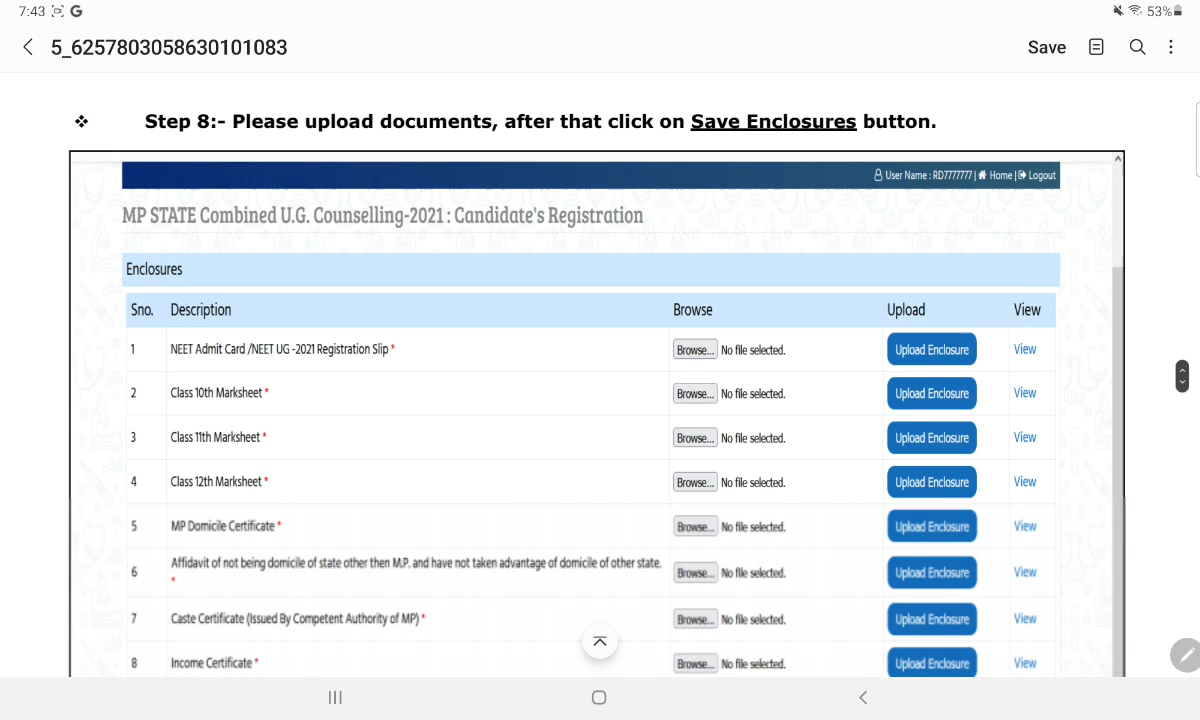 7:43 G 53%
5_6257803058630101083 Save
❖ Step 8:- Please upload documents, after that click on Save Enclosures button.
User Name : RD7777777 | Home | Logout
MP STATE Combined U.G. Counselling-2021 : Candidate's Registration
Enclosures
Sno. Description Browse Upload View
1 NEET Admit Card /NEET UG -2021 Registration Slip * Browse... No file selected. Upload Enclosure View
2 Class 10th Marksheet * Browse... No file selected. Upload Enclosure View
3 Class 11th Marksheet * Browse... No file selected. Upload Enclosure View
4 Class 12th Marksheet * Browse... No file selected. Upload Enclosure View
5 MP Domicile Certificate * Browse... No file selected. Upload Enclosure View
6 Affidavit of not being domicile of state other then M.P. and have not taken advantage of domicile of other state. * Browse... No file selected. Upload Enclosure View
7 Caste Certificate (Issued By Competent Authority of MP) * Browse... No file selected. Upload Enclosure View
8 Income Certificate * Browse... No file selected. Upload Enclosure View